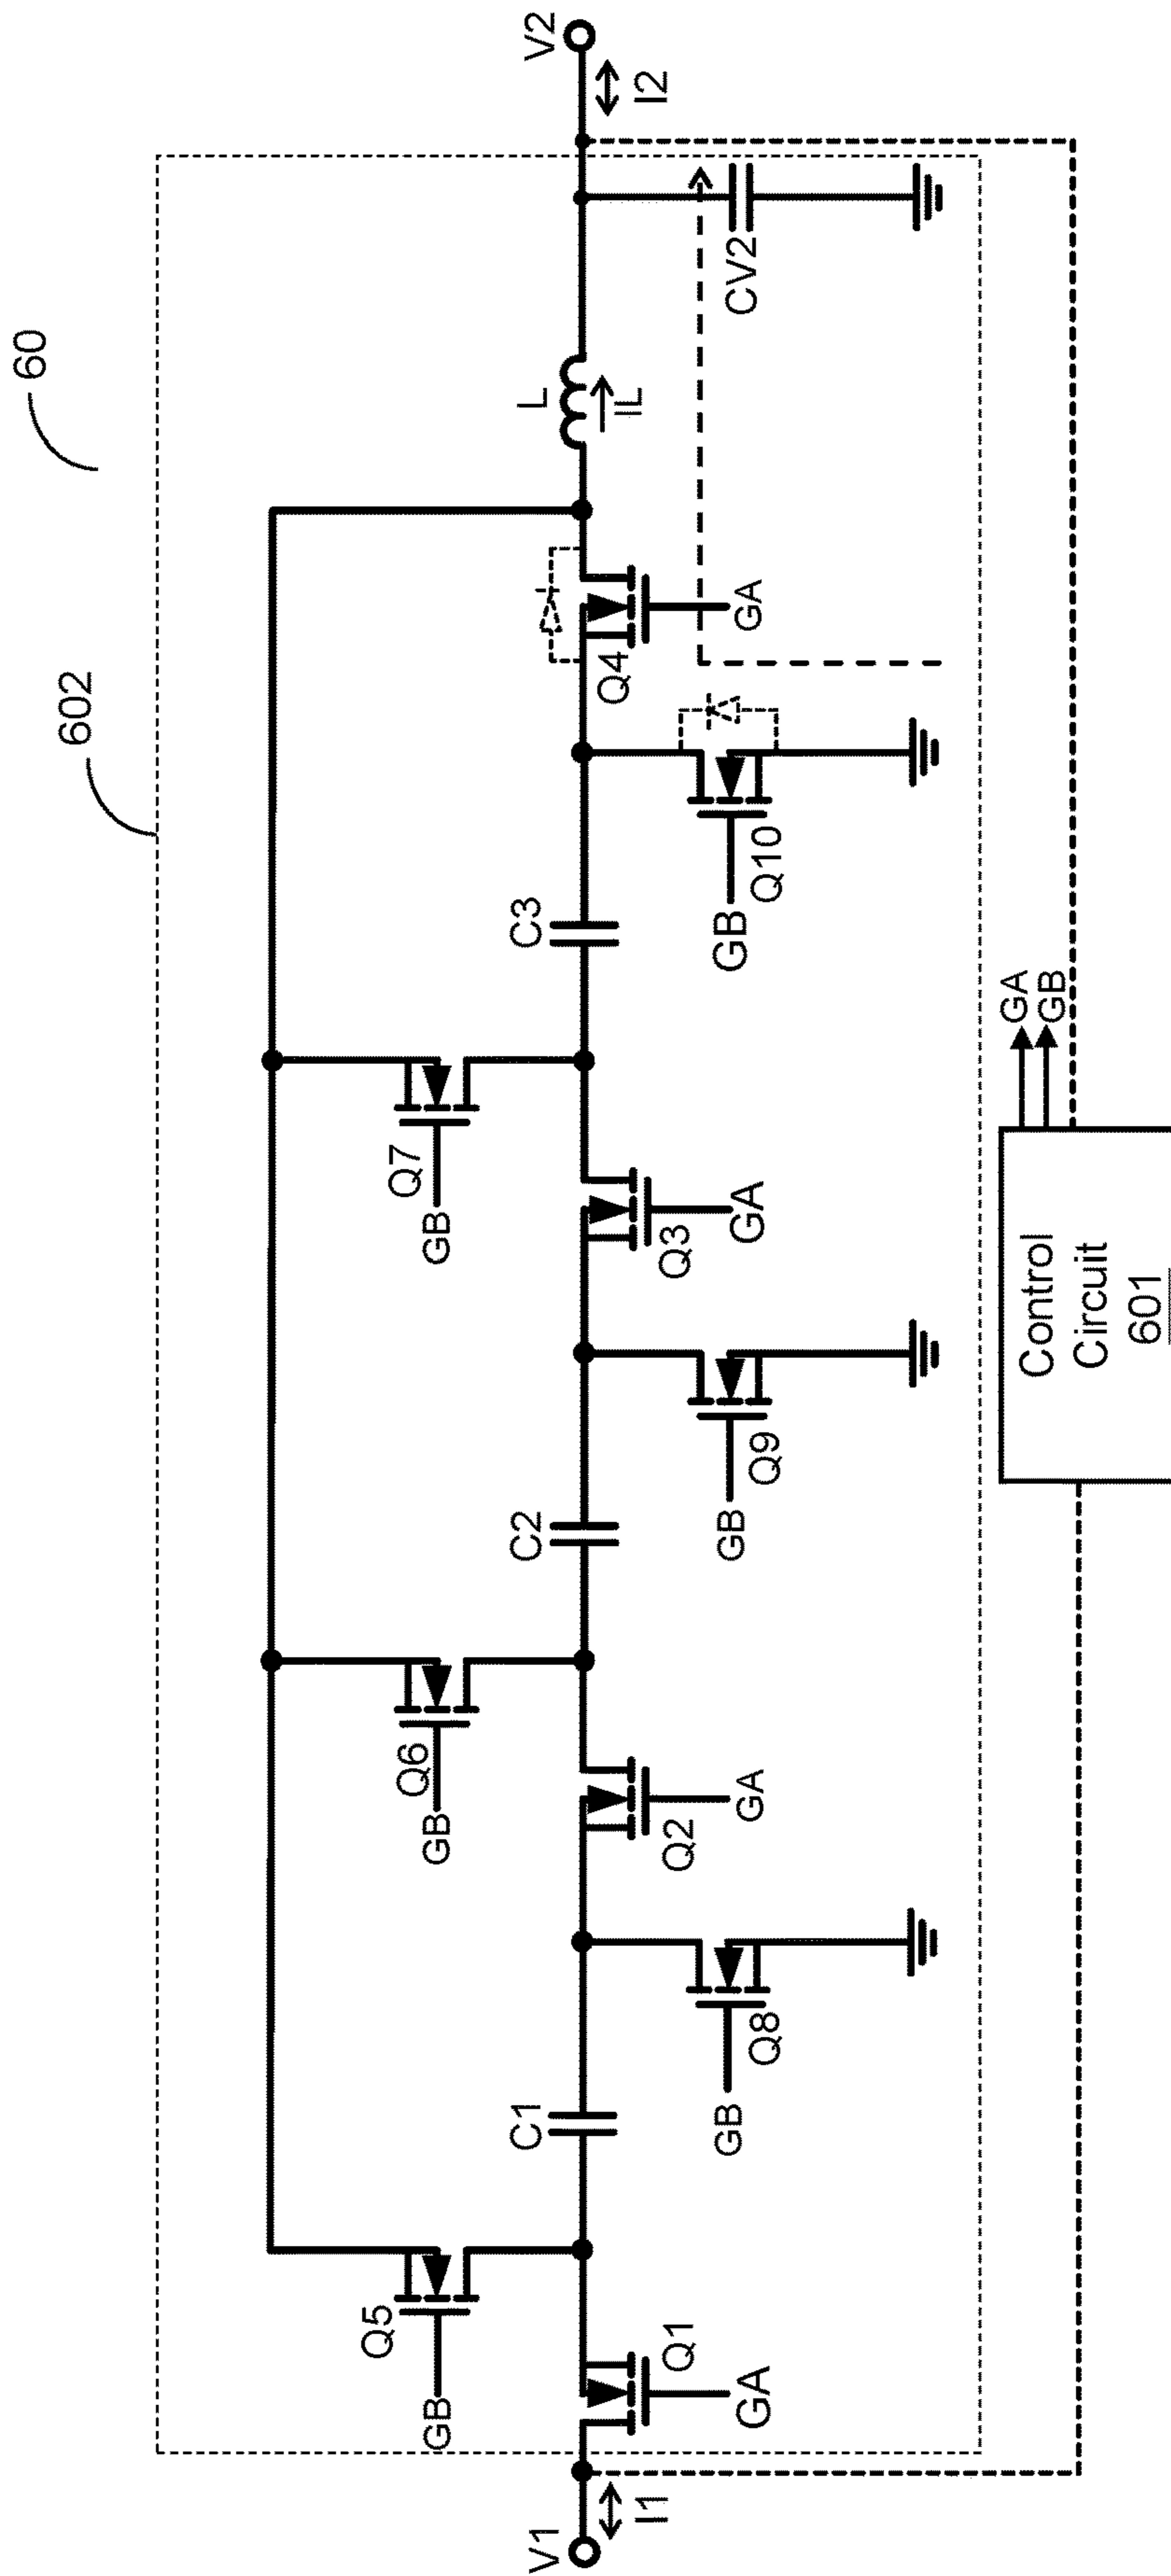 60
602
Q5
GB
Q6
GB
Q7
GB
V1
I1
Q1
GA
C1
Q8
GB
Q2
GA
C2
Q9
GB
Q3
GA
C3
Q10
GB
Q4
GA
L
IL
CV2
V2
I2
Control
Circuit
601
GA
GB